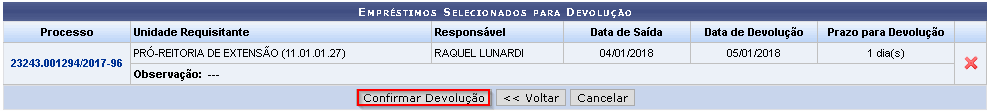 Empréstimos Selecionados para Devolução
Processo Unidade Requisitante Responsável Data de Saída Data de Devolução Prazo para Devolução
23243.001294/2017-96 PRÓ-REITORIA DE EXTENSÃO (11.01.01.27) RAQUEL LUNARDI 04/01/2018 05/01/2018 1 dia(s)
Observação: ---
Confirmar Devolução << Voltar Cancelar